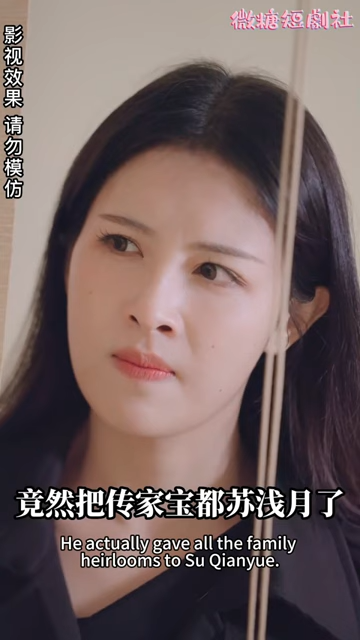 微糖短劇社
影视效果 请勿模仿
竟然把传家宝都苏浅月了
He actually gave all the family
heirlooms to Su Qianyue.